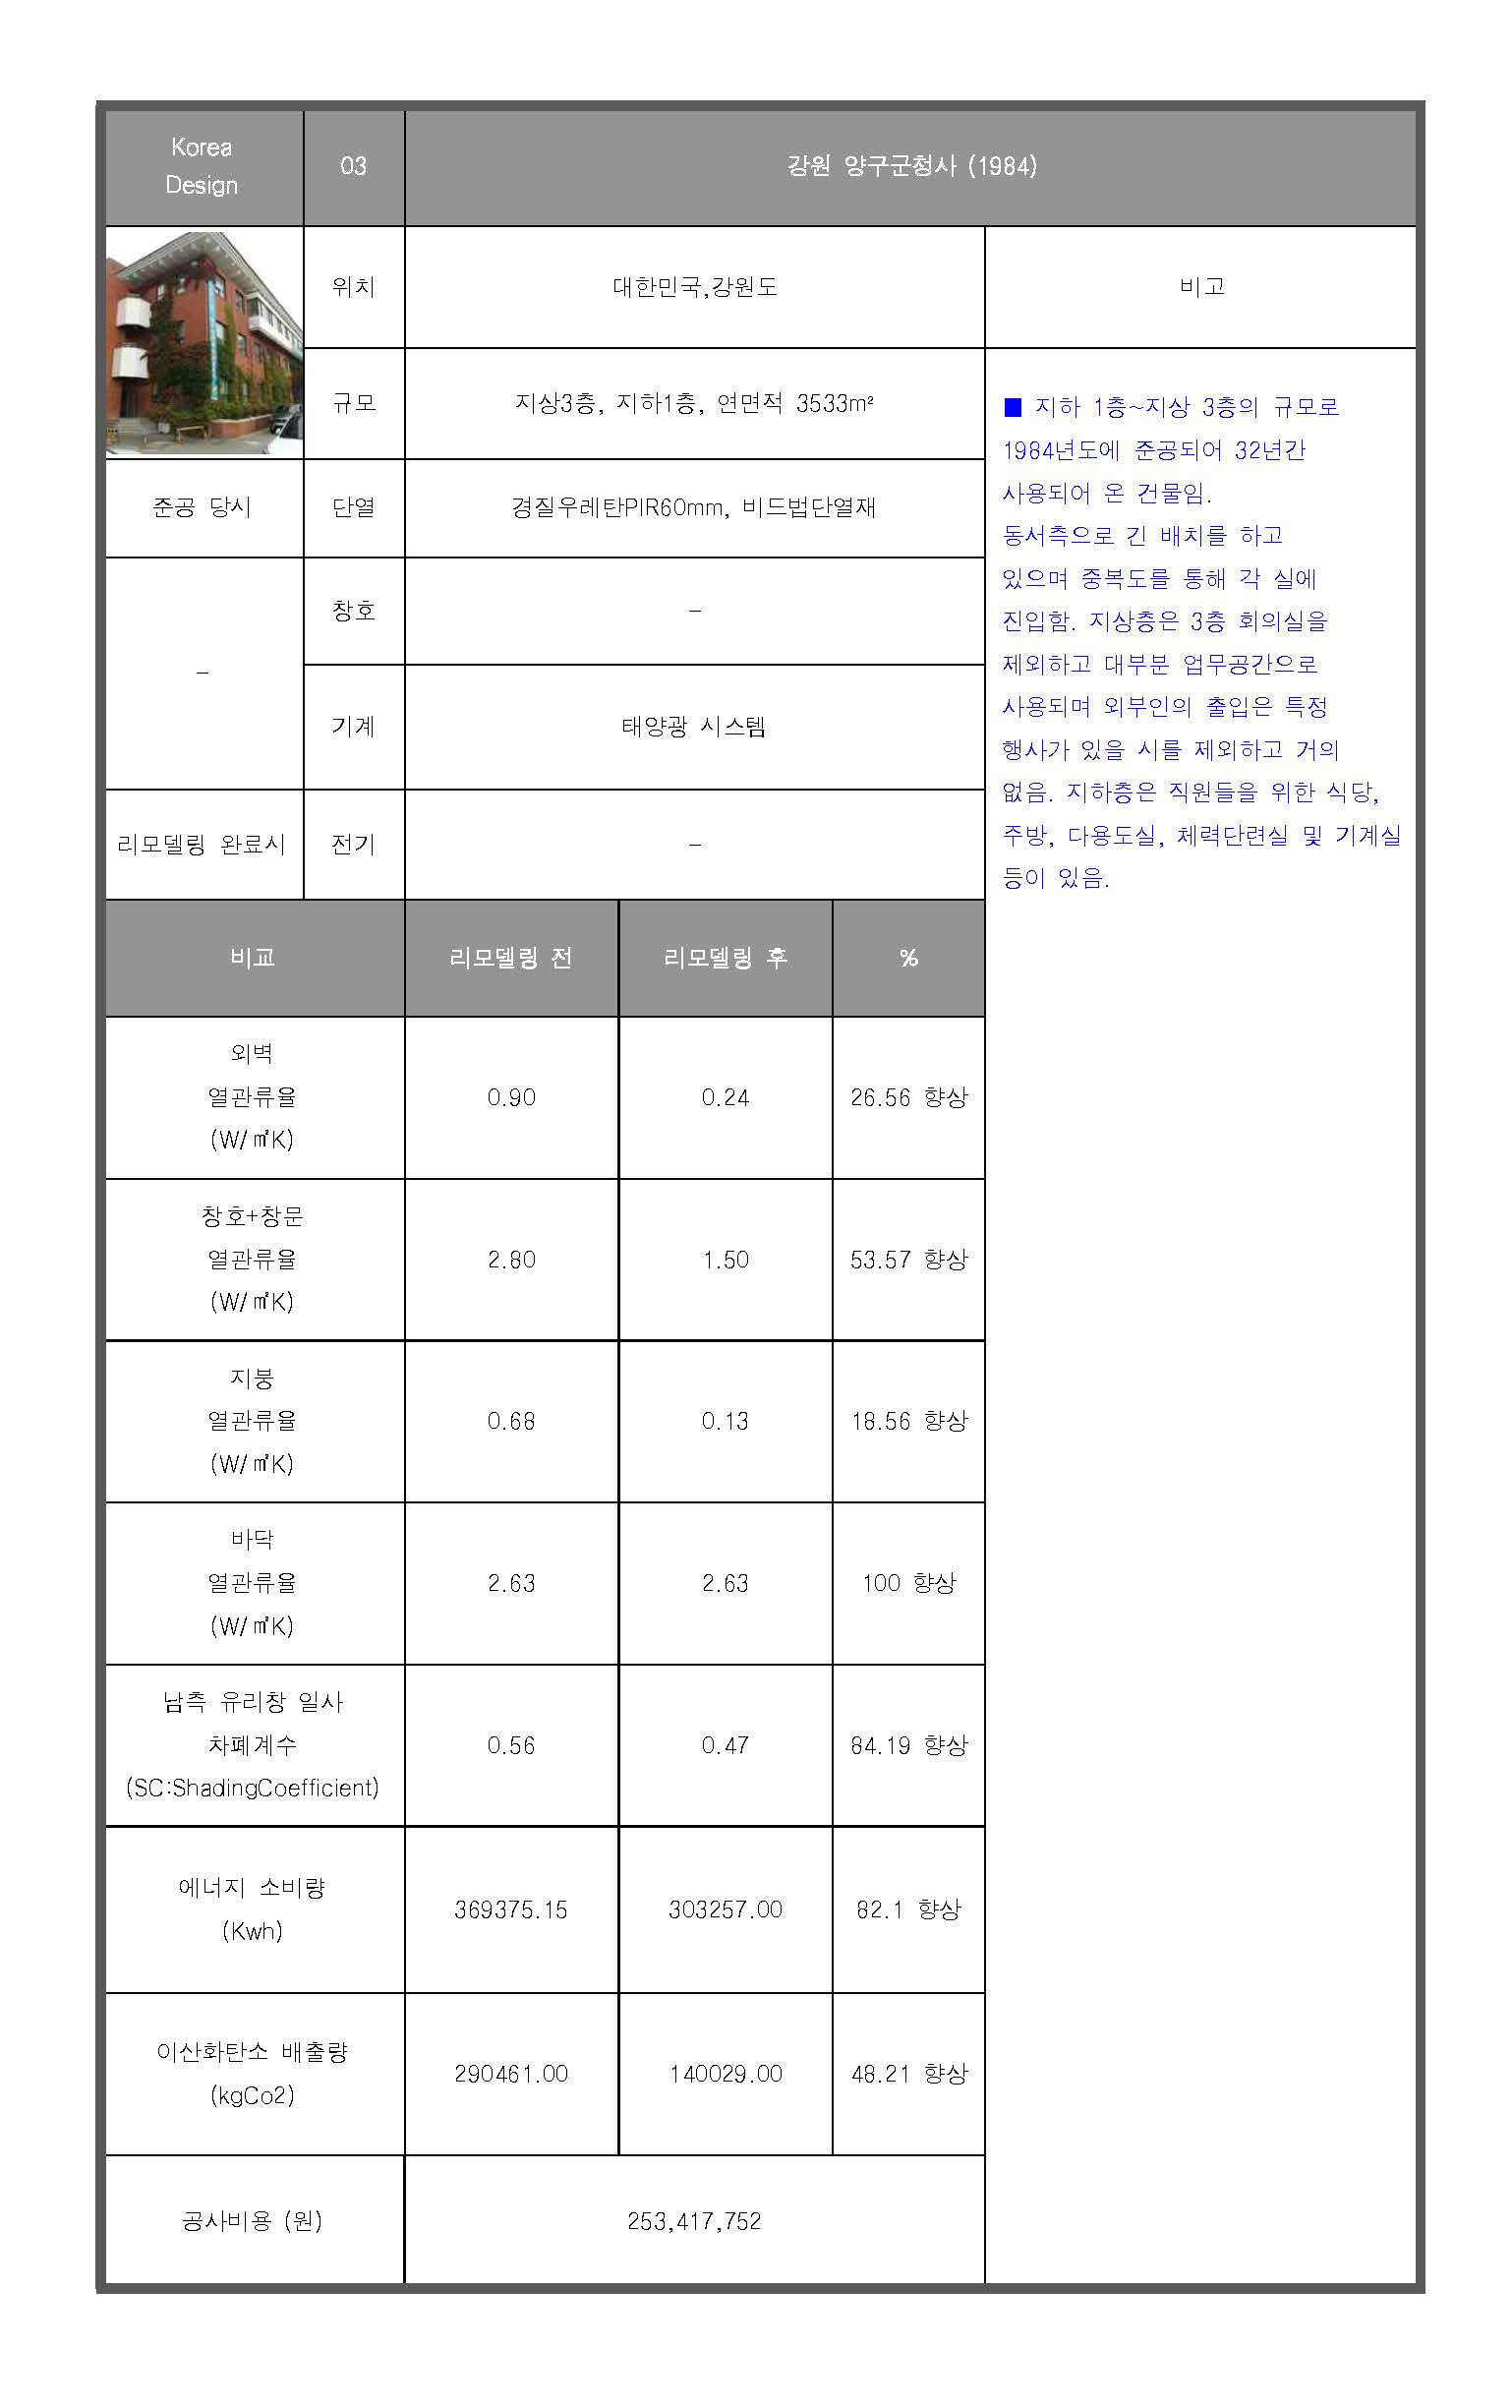 Korea
Design
03
강원 양구군청사 (1984)
위치
대한민국,강원도
비고
규모
지상3층, 지하1층, 연면적 3533m²
준공 당시
단열
경질우레탄PIR60mm, 비드법단열재
–
창호
–
기계
태양광 시스템
리모델링 완료시
전기
–
■ 지하 1층~지상 3층의 규모로
1984년도에 준공되어 32년간
사용되어 온 건물임.
동서측으로 긴 배치를 하고
있으며 중복도를 통해 각 실에
진입함. 지상층은 3층 회의실을
제외하고 대부분 업무공간으로
사용되며 외부인의 출입은 특정
행사가 있을 시를 제외하고 거의
없음. 지하층은 직원들을 위한 식당,
주방, 다용도실, 체력단련실 및 기계실
등이 있음.
비교
리모델링 전
리모델링 후
%
외벽
열관류율
(W/㎡K)
0.90
0.24
26.56 향상
창호+창문
열관류율
(W/㎡K)
2.80
1.50
53.57 향상
지붕
열관류율
(W/㎡K)
0.68
0.13
18.56 향상
바닥
열관류율
(W/㎡K)
2.63
2.63
100 향상
남측 유리창 일사
차폐계수
(SC:ShadingCoefficient)
0.56
0.47
84.19 향상
에너지 소비량
(Kwh)
369375.15
303257.00
82.1 향상
이산화탄소 배출량
(kgCo2)
290461.00
140029.00
48.21 향상
공사비용 (원)
253,417,752